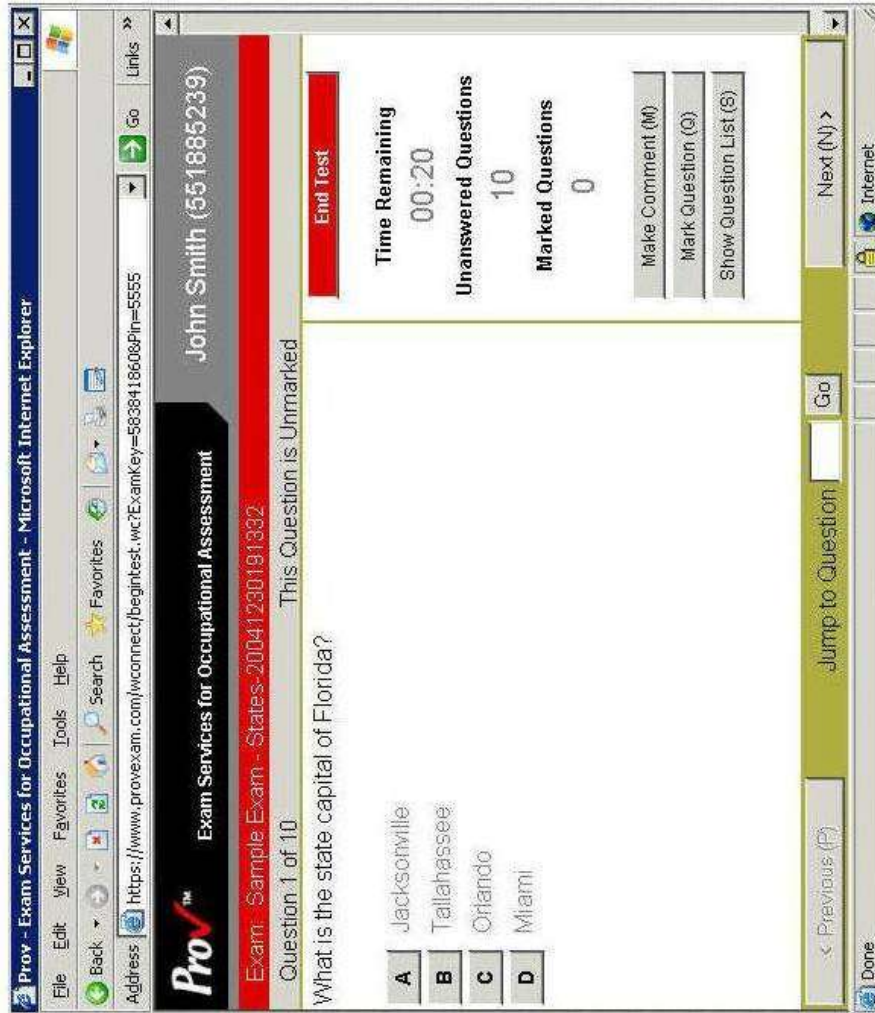 Prov - Exam Services for Occupational Assessment - Microsoft Internet Explorer
File Edit View Favorites Tools Help
Back Search Favorites
Address https://www.provexam.com/wconnect/begintest.wc?ExamKey=583841860&Pin=5555 Go Links »
Prov™ Exam Services for Occupational Assessment John Smith (551885239)
Exam: Sample Exam - States-20041230191332
Question 1 of 10 This Question is Unmarked
What is the state capital of Florida?
A Jacksonville
B Tallahassee
C Orlando
D Miami
End Test
Time Remaining
00:20
Unanswered Questions
10
Marked Questions
0
Make Comment (M)
Mark Question (Q)
Show Question List (S)
< Previous (P) Jump to Question Go Next (N) >
Done Internet